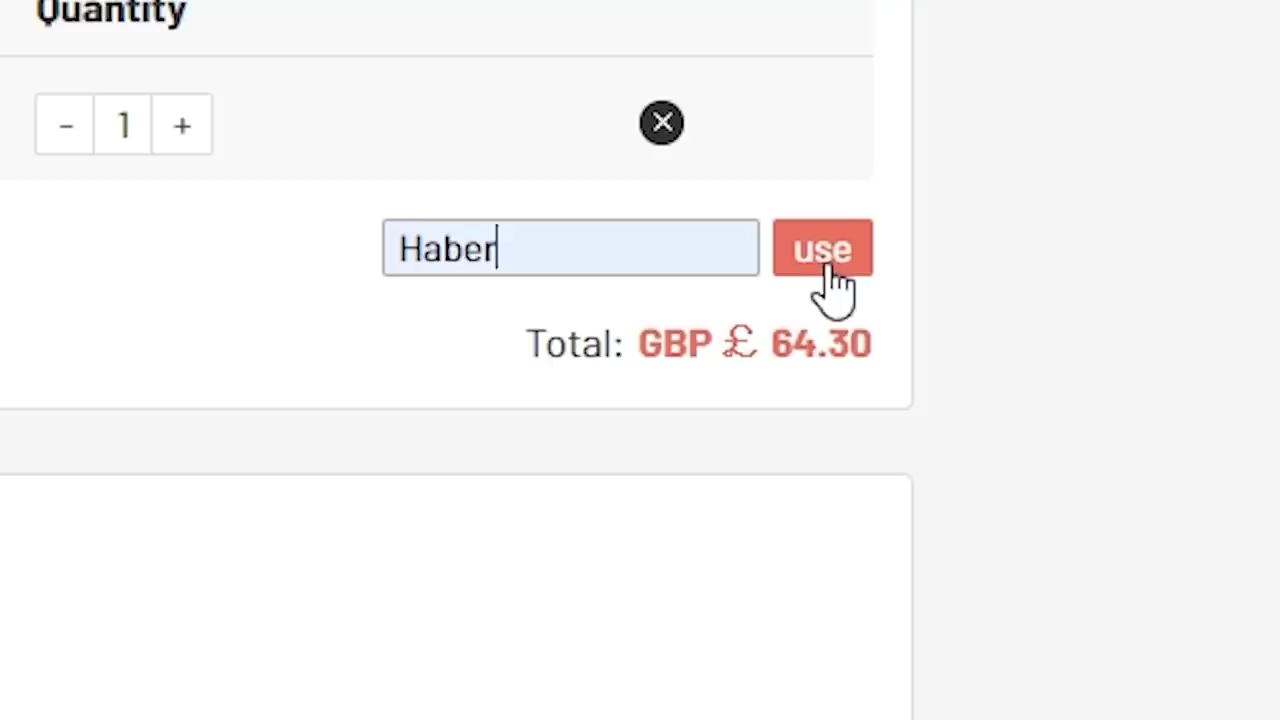 Quantity
- 1 +
Haber
use
Total: GBP £ 64.30